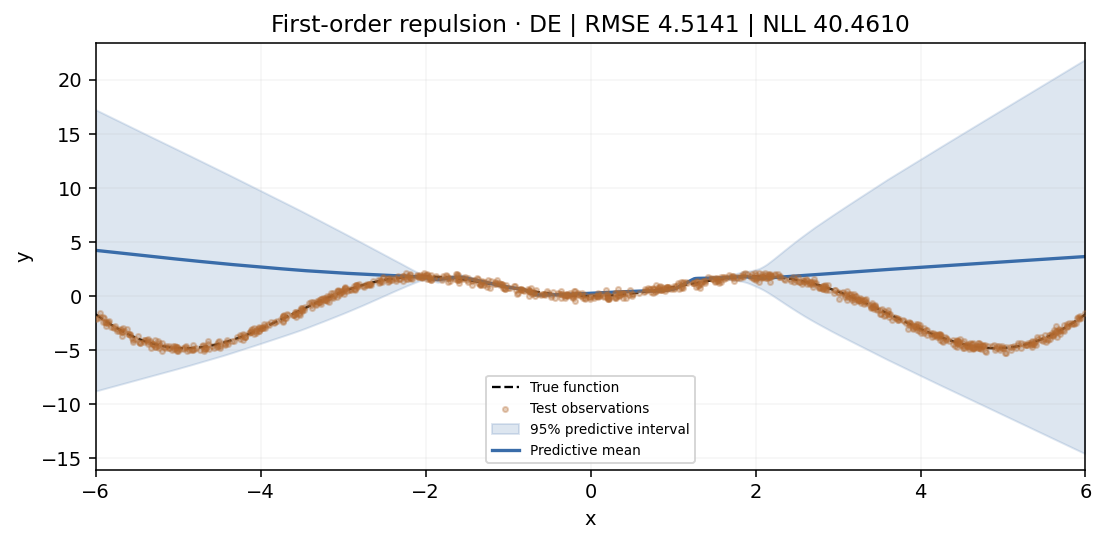 First-order repulsion · DE | RMSE 4.5141 | NLL 40.4610
y
20
15
10
5
0
−5
−10
−15
True function
Test observations
95% predictive interval
Predictive mean
−6 −4 −2 0 2 4 6
x